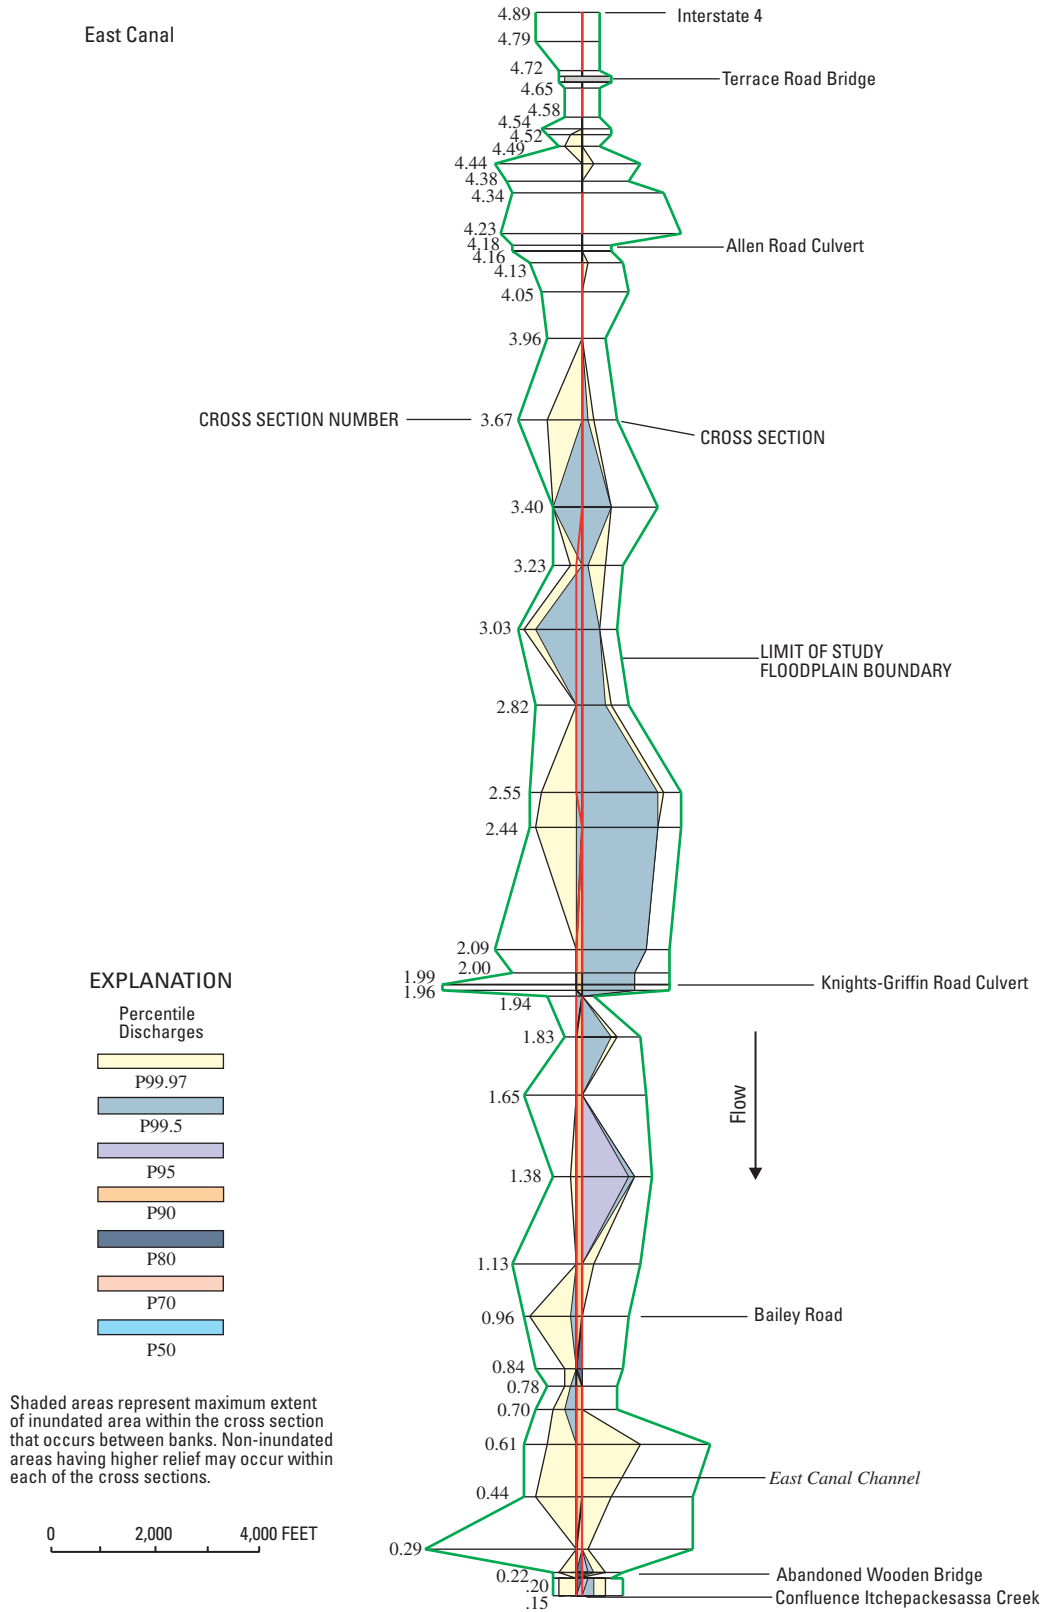 East Canal
4.89
Interstate 4
4.79
4.72
Terrace Road Bridge
4.65
4.58
4.54
4.52
4.49
4.44
4.38
4.34
4.23
4.18
Allen Road Culvert
4.16
4.13
4.05
3.96
CROSS SECTION NUMBER
3.67
CROSS SECTION
3.40
3.23
3.03
LIMIT OF STUDY
FLOODPLAIN BOUNDARY
2.82
2.55
2.44
2.09
2.00
1.99
Knights-Griffin Road Culvert
1.96
1.94
1.83
1.65
Flow
1.38
1.13
0.96
Bailey Road
0.84
0.78
0.70
0.61
East Canal Channel
0.44
0.29
0.22
Abandoned Wooden Bridge
.20
Confluence Itchepackesassa Creek
.15
EXPLANATION
Percentile
Discharges
P99.97
P99.5
P95
P90
P80
P70
P50
Shaded areas represent maximum extent
of inundated area within the cross section
that occurs between banks. Non-inundated
areas having higher relief may occur within
each of the cross sections.
0 2,000 4,000 FEET